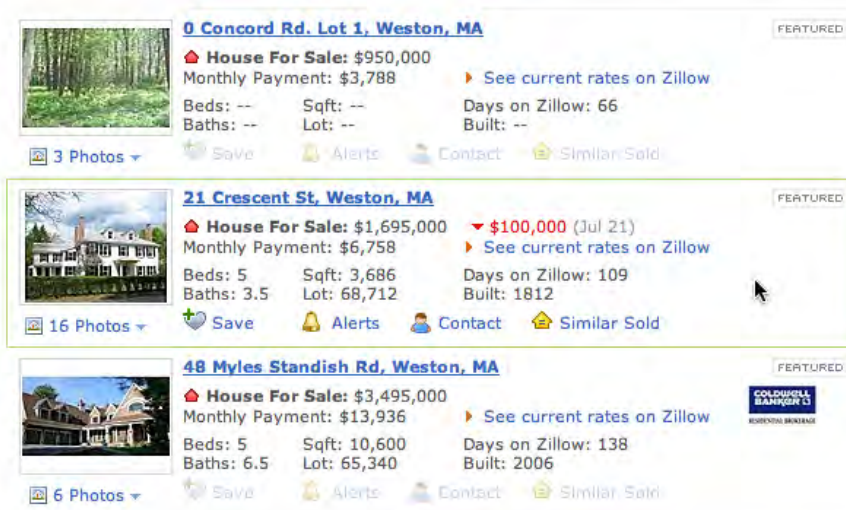 0 Concord Rd. Lot 1, Weston, MA
FEATURED
House For Sale: $950,000
Monthly Payment: $3,788 See current rates on Zillow
Beds: -- Sqft: -- Days on Zillow: 66
Baths: -- Lot: -- Built: --
3 Photos Save Alerts Contact Similar Sold
21 Crescent St, Weston, MA
FEATURED
House For Sale: $1,695,000 $100,000 (Jul 21)
Monthly Payment: $6,758 See current rates on Zillow
Beds: 5 Sqft: 3,686 Days on Zillow: 109
Baths: 3.5 Lot: 68,712 Built: 1812
16 Photos Save Alerts Contact Similar Sold
48 Myles Standish Rd, Weston, MA
FEATURED
House For Sale: $3,495,000
Monthly Payment: $13,936 See current rates on Zillow
COLDWELL
BANKER
RESIDENTIAL BROKERAGE
Beds: 5 Sqft: 10,600 Days on Zillow: 138
Baths: 6.5 Lot: 65,340 Built: 2006
6 Photos Save Alerts Contact Similar Sold